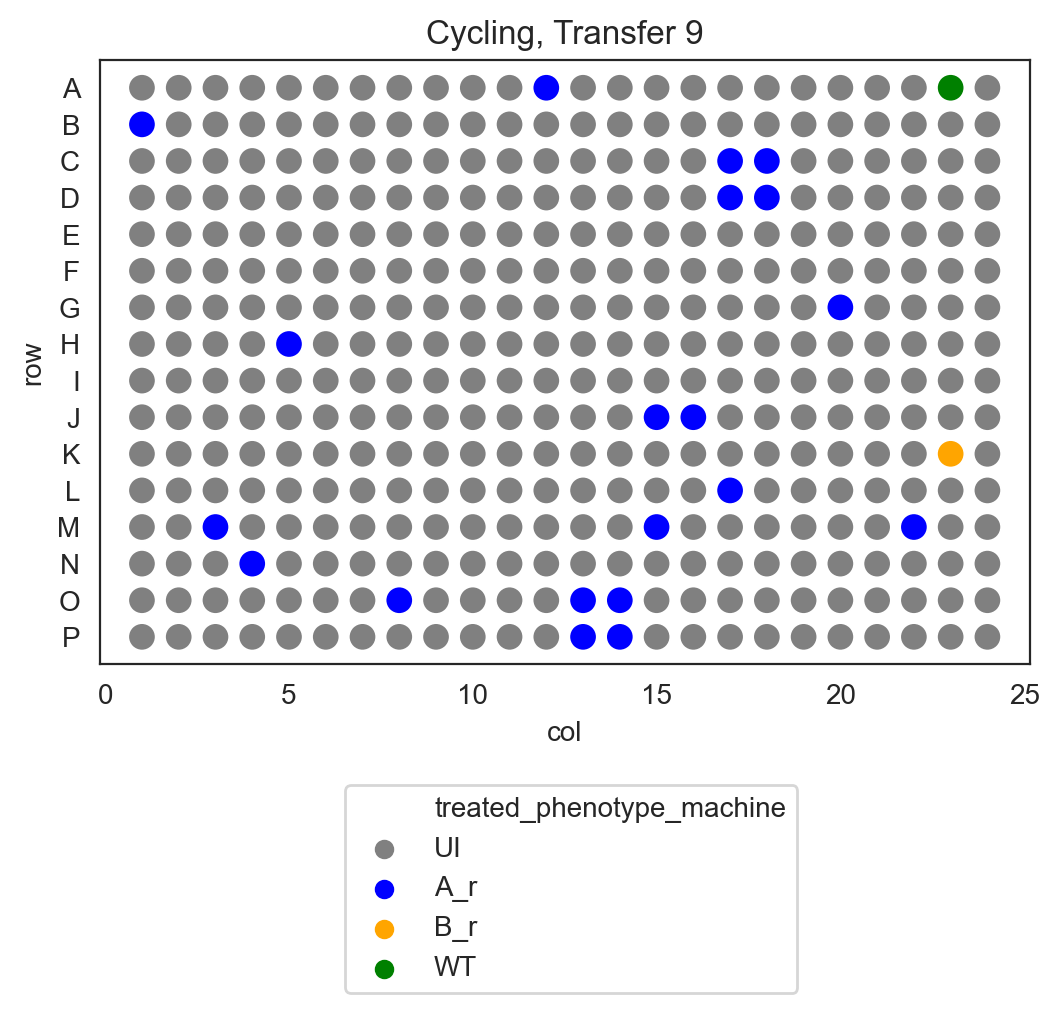 Cycling, Transfer 9
A
B
C
D
E
F
G
H
I
J
K
L
M
N
O
P
row
0 5 10 15 20 25
col
treated_phenotype_machine
UI
A_r
B_r
WT